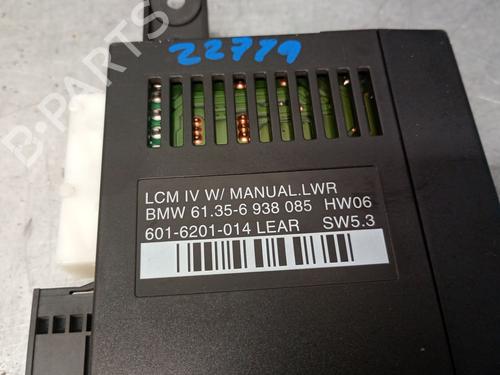 22779
LCM IV W/ MANUAL.LWR
BMW 61.35-6 938 085 HW06
601-6201-014 LEAR SW5.3
B-PARTS